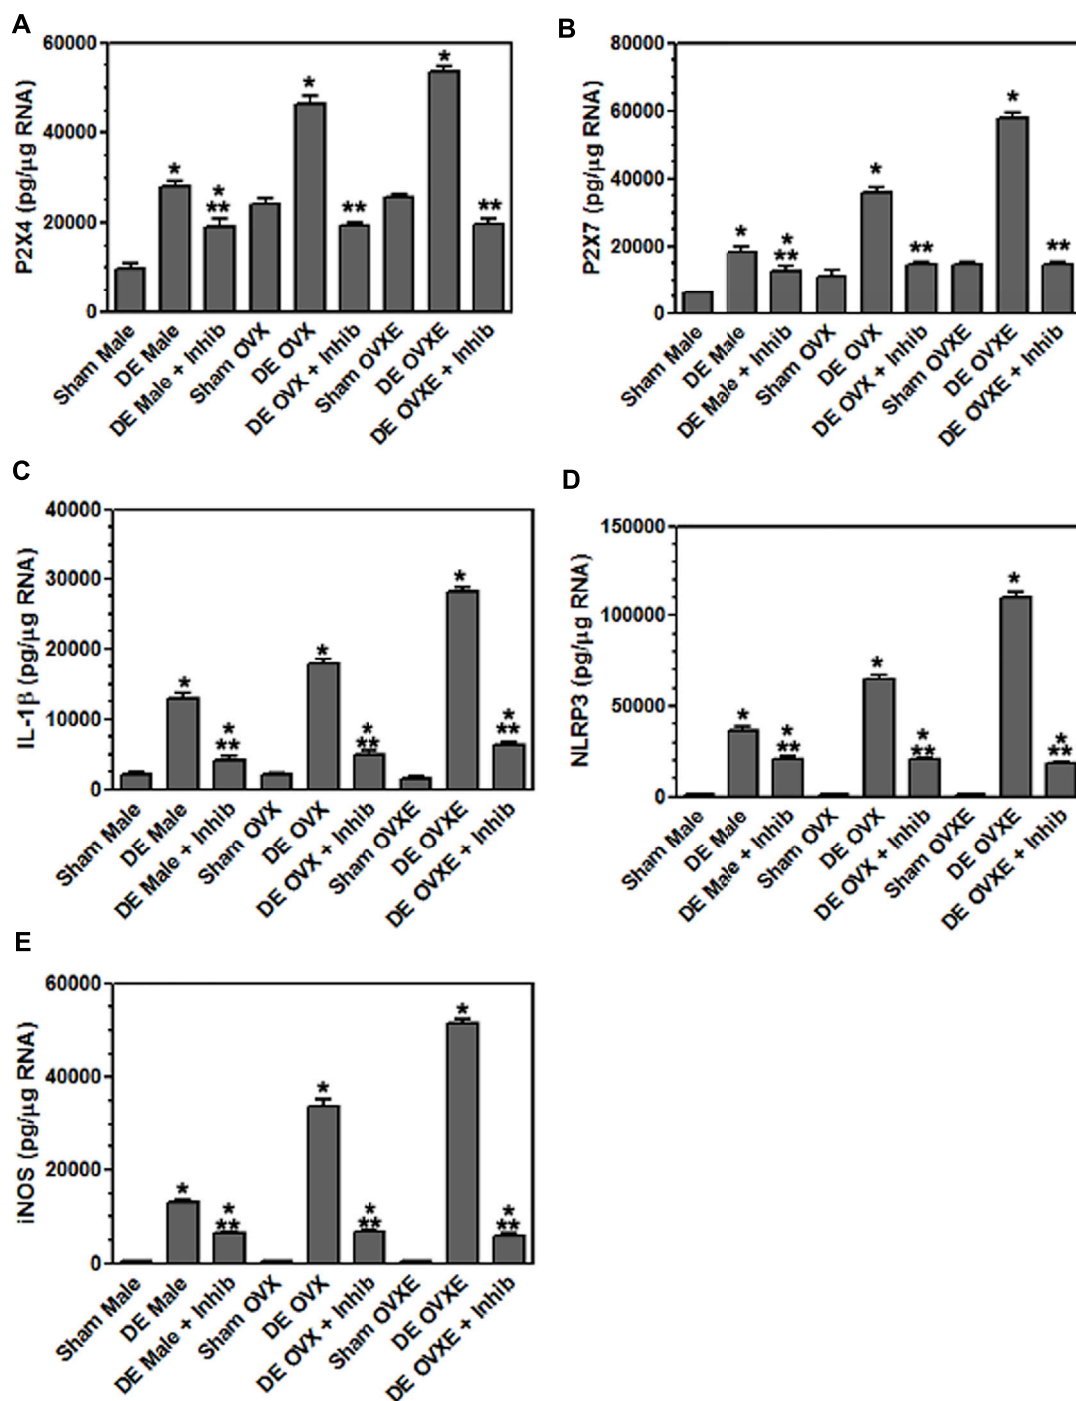 A
P2X4 (pg/μg RNA)
60000
40000
20000
0
* * ** * ** * **
Sham Male
DE Male
DE Male + Inhib
Sham OVX
DE OVX
DE OVX + Inhib
Sham OVXE
DE OVXE
DE OVXE + Inhib
B
P2X7 (pg/μg RNA)
80000
60000
40000
20000
0
* * ** * ** * **
Sham Male
DE Male
DE Male + Inhib
Sham OVX
DE OVX
DE OVX + Inhib
Sham OVXE
DE OVXE
DE OVXE + Inhib
C
IL-1β (pg/μg RNA)
40000
30000
20000
10000
0
* * ** * * ** * * **
Sham Male
DE Male
DE Male + Inhib
Sham OVX
DE OVX
DE OVX + Inhib
Sham OVXE
DE OVXE
DE OVXE + Inhib
D
NLRP3 (pg/μg RNA)
150000
100000
50000
0
* * ** * * ** * * **
Sham Male
DE Male
DE Male + Inhib
Sham OVX
DE OVX
DE OVX + Inhib
Sham OVXE
DE OVXE
DE OVXE + Inhib
E
iNOS (pg/μg RNA)
60000
40000
20000
0
* * ** * * ** * * **
Sham Male
DE Male
DE Male + Inhib
Sham OVX
DE OVX
DE OVX + Inhib
Sham OVXE
DE OVXE
DE OVXE + Inhib